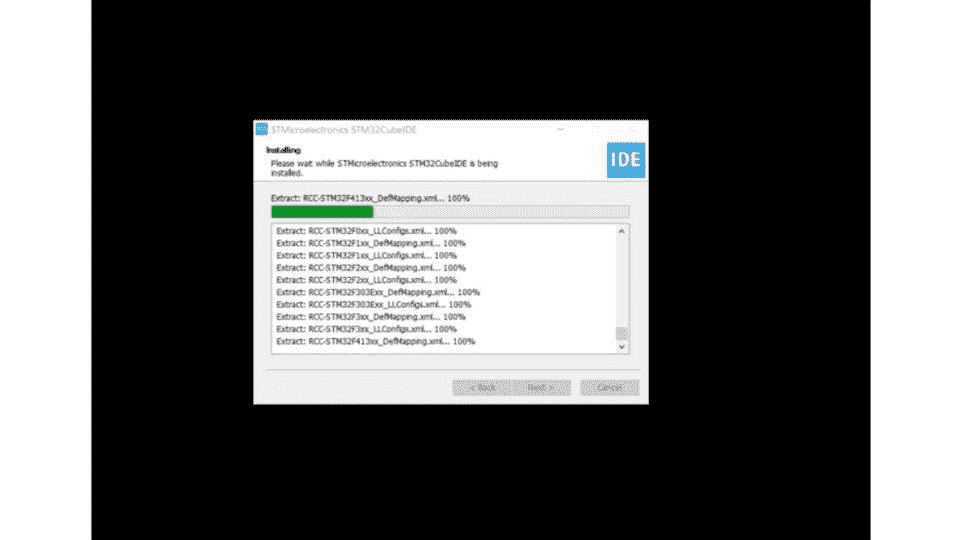 STMicroelectronics STM32CubeIDE
Installing
Please wait while STMicroelectronics STM32CubeIDE is being
installed.
IDE
Extract: RCC-STM32F413xx_DefMapping.xml... 100%
Extract: RCC-STM32F0xx_LLConfigs.xml... 100%
Extract: RCC-STM32F1xx_DefMapping.xml... 100%
Extract: RCC-STM32F1xx_LLConfigs.xml... 100%
Extract: RCC-STM32F2xx_DefMapping.xml... 100%
Extract: RCC-STM32F2xx_LLConfigs.xml... 100%
Extract: RCC-STM32F303Exx_DefMapping.xml... 100%
Extract: RCC-STM32F303Exx_LLConfigs.xml... 100%
Extract: RCC-STM32F3xx_DefMapping.xml... 100%
Extract: RCC-STM32F3xx_LLConfigs.xml... 100%
Extract: RCC-STM32F413xx_DefMapping.xml... 100%
< Back
Next >
Cancel